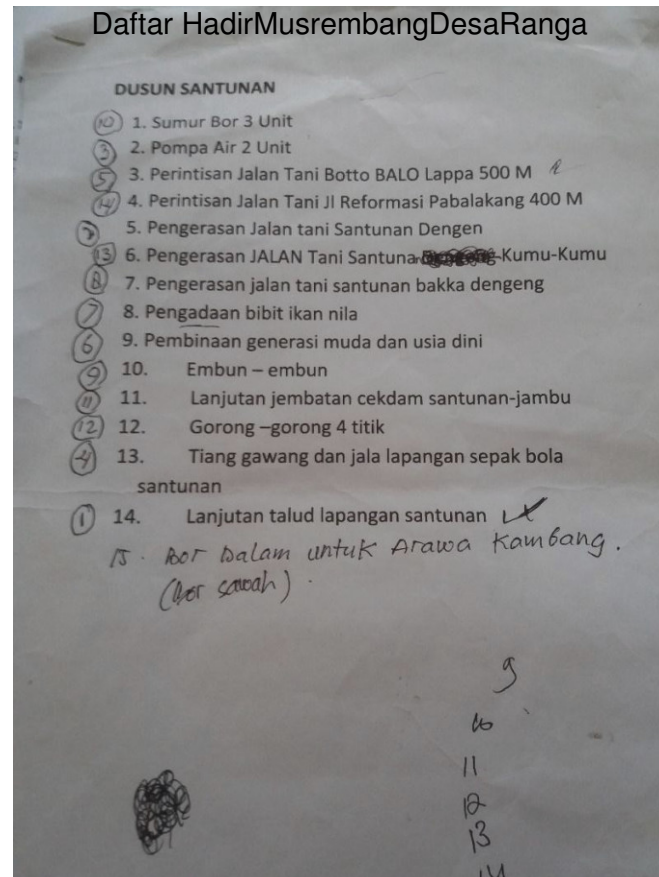 Daftar HadirMusrembangDesaRanga
DUSUN SANTUNAN
10 1. Sumur Bor 3 Unit
3 2. Pompa Air 2 Unit
5 3. Perintisan Jalan Tani Botto BALO Lappa 500 M
14 4. Perintisan Jalan Tani Jl Reformasi Pabalakang 400 M
5. Pengerasan Jalan tani Santunan Dengen
13 6. Pengerasan JALAN Tani Santuna Kumu-Kumu
8 7. Pengerasan jalan tani santunan bakka dengeng
7 8. Pengadaan bibit ikan nila
6 9. Pembinaan generasi muda dan usia dini
9 10. Embun – embun
11 11. Lanjutan jembatan cekdam santunan-jambu
12 12. Gorong –gorong 4 titik
4 13. Tiang gawang dan jala lapangan sepak bola
santunan
1 14. Lanjutan talud lapangan santunan
15. Bor Dalam untuk Arawa Kambang.
(Bor sawah).
9
10
11
12
13
14